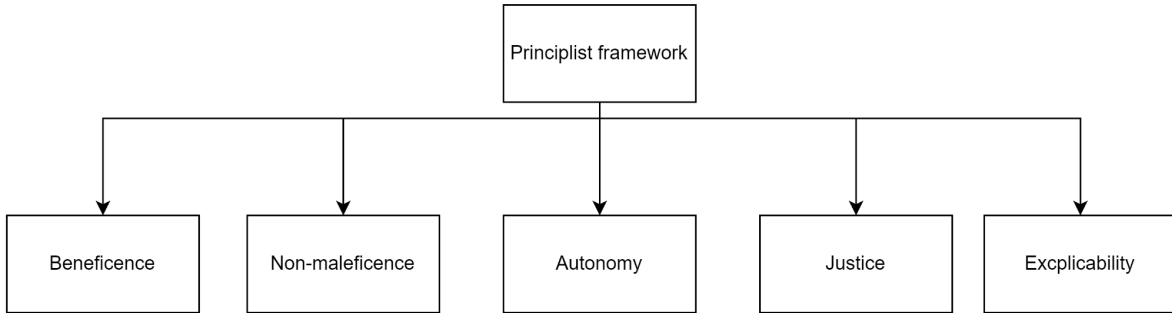 Principlist framework
Beneficence
Non-maleficence
Autonomy
Justice
Excplicability